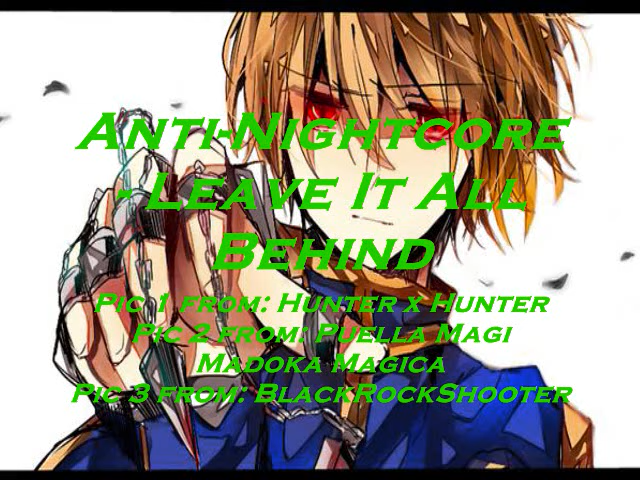 Anti-Nightcore
- Leave It All
Behind
Pic 1 from: Hunter x Hunter
Pic 2 from: Puella Magi
Madoka Magica
Pic 3 from: BlackRockShooter